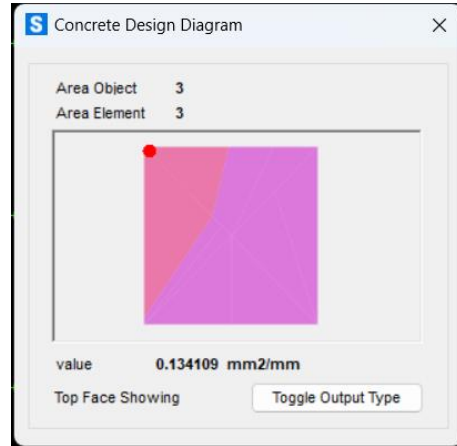 S Concrete Design Diagram
Area Object 3
Area Element 3
value 0.134109 mm2/mm
Top Face Showing Toggle Output Type